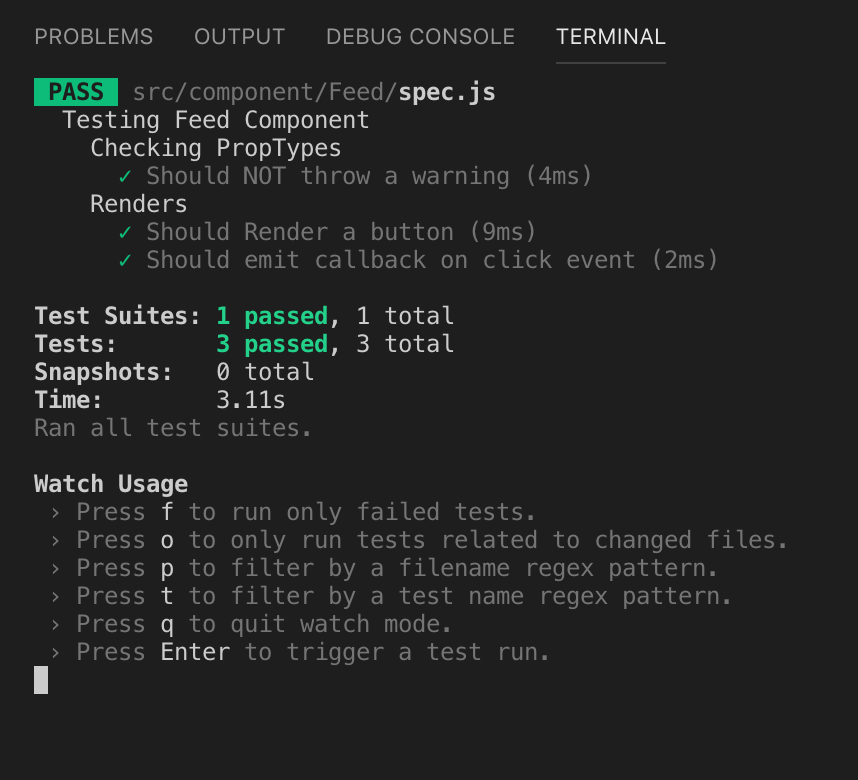 PROBLEMS OUTPUT DEBUG CONSOLE TERMINAL
PASS src/component/Feed/spec.js
Testing Feed Component
Checking PropTypes
✓ Should NOT throw a warning (4ms)
Renders
✓ Should Render a button (9ms)
✓ Should emit callback on click event (2ms)
Test Suites: 1 passed, 1 total
Tests: 3 passed, 3 total
Snapshots: 0 total
Time: 3.11s
Ran all test suites.
Watch Usage
› Press f to run only failed tests.
› Press o to only run tests related to changed files.
› Press p to filter by a filename regex pattern.
› Press t to filter by a test name regex pattern.
› Press q to quit watch mode.
› Press Enter to trigger a test run.